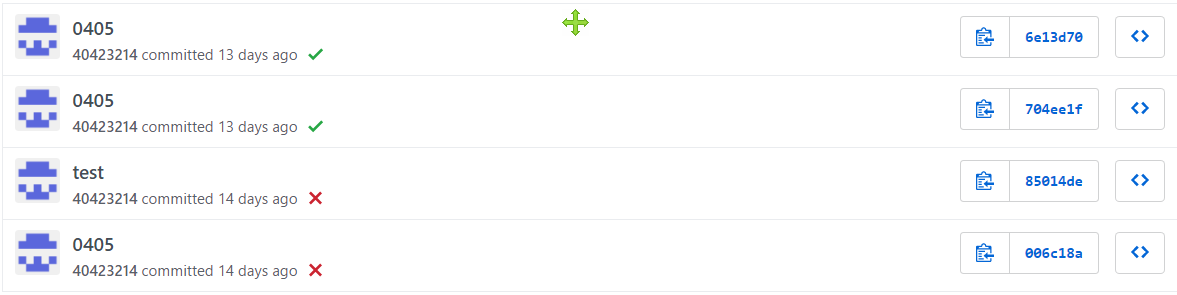 0405
40423214 committed 13 days ago
6e13d70
0405
40423214 committed 13 days ago
704ee1f
test
40423214 committed 14 days ago
85014de
0405
40423214 committed 14 days ago
006c18a